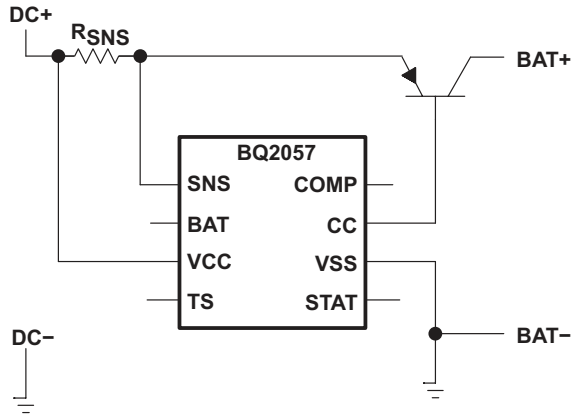 DC+
RSNS
BAT+
BQ2057
SNS
COMP
BAT
CC
VCC
VSS
TS
STAT
DC−
BAT−